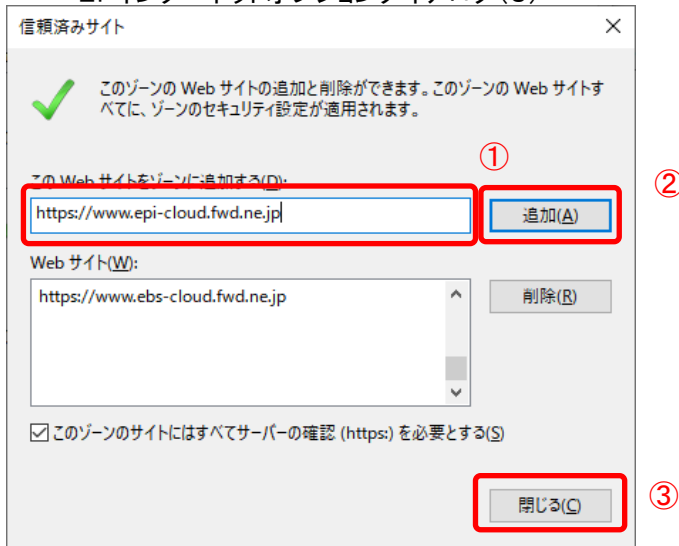 信頼済みサイト
このゾーンの Web サイトの追加と削除ができます。このゾーンの Web サイトす
べてに、ゾーンのセキュリティ設定が適用されます。
①
この Web サイトをゾーンに追加する(D):
②
https://www.epi-cloud.fwd.ne.jp
追加(A)
Web サイト(W):
https://www.ebs-cloud.fwd.ne.jp
削除(R)
このゾーンのサイトにはすべてサーバーの確認 (https:) を必要とする(S)
閉じる(C)
③